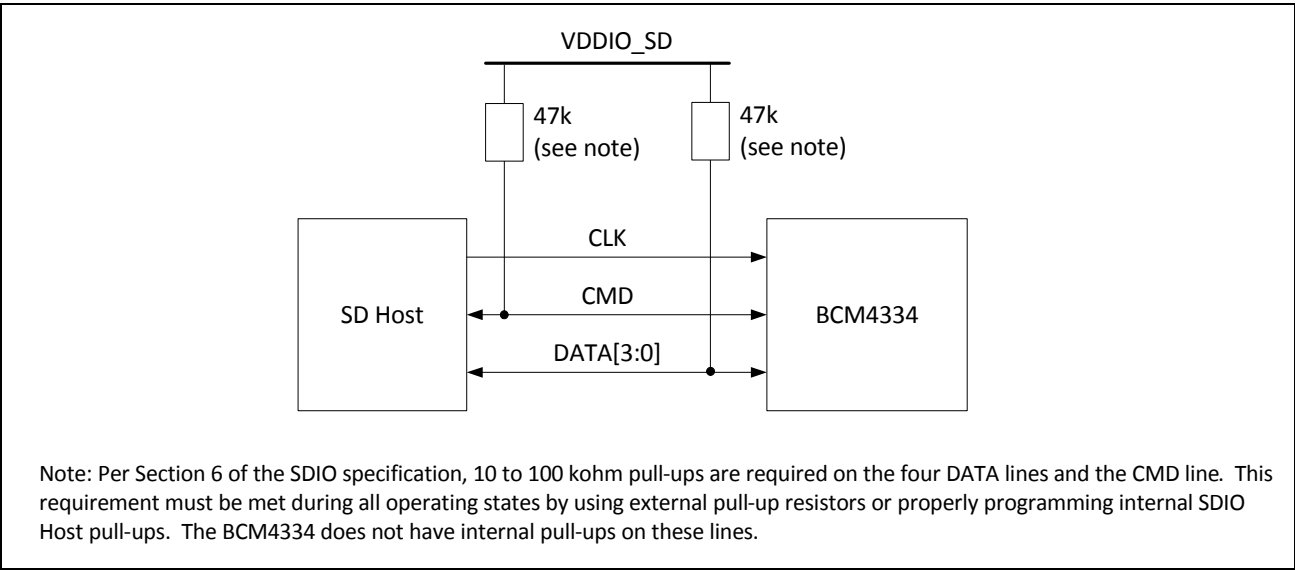 VDDIO_SD
47k
(see note)
47k
(see note)
CLK
CMD
DATA[3:0]
SD Host
BCM4334
Note: Per Section 6 of the SDIO specification, 10 to 100 kohm pull-ups are required on the four DATA lines and the CMD line. This
requirement must be met during all operating states by using external pull-up resistors or properly programming internal SDIO
Host pull-ups. The BCM4334 does not have internal pull-ups on these lines.